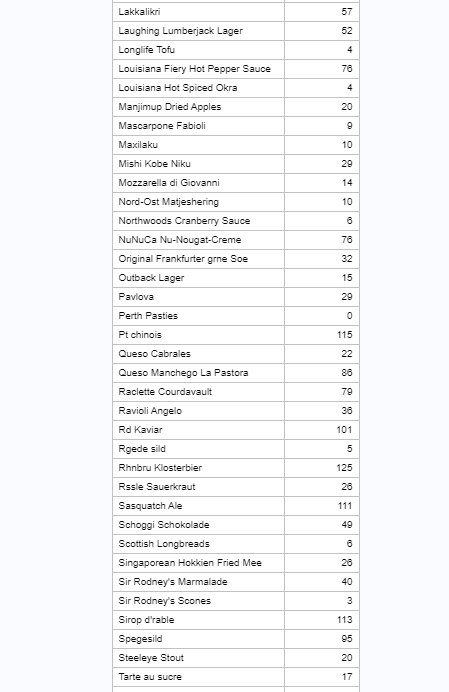 Lakkalikri 57
Laughing Lumberjack Lager 52
Longlife Tofu 4
Louisiana Fiery Hot Pepper Sauce 76
Louisiana Hot Spiced Okra 4
Manjimup Dried Apples 20
Mascarpone Fabioli 9
Maxilaku 10
Mishi Kobe Niku 29
Mozzarella di Giovanni 14
Nord-Ost Matjeshering 10
Northwoods Cranberry Sauce 6
NuNuCa Nu-Nougat-Creme 76
Original Frankfurter grne Soe 32
Outback Lager 15
Pavlova 29
Perth Pasties 0
Pt chinois 115
Queso Cabrales 22
Queso Manchego La Pastora 86
Raclette Courdavault 79
Ravioli Angelo 36
Rd Kaviar 101
Rgede sild 5
Rhnbru Klosterbier 125
Rssle Sauerkraut 26
Sasquatch Ale 111
Schoggi Schokolade 49
Scottish Longbreads 6
Singaporean Hokkien Fried Mee 26
Sir Rodney's Marmalade 40
Sir Rodney's Scones 3
Sirop d'rable 113
Spegesild 95
Steeleye Stout 20
Tarte au sucre 17